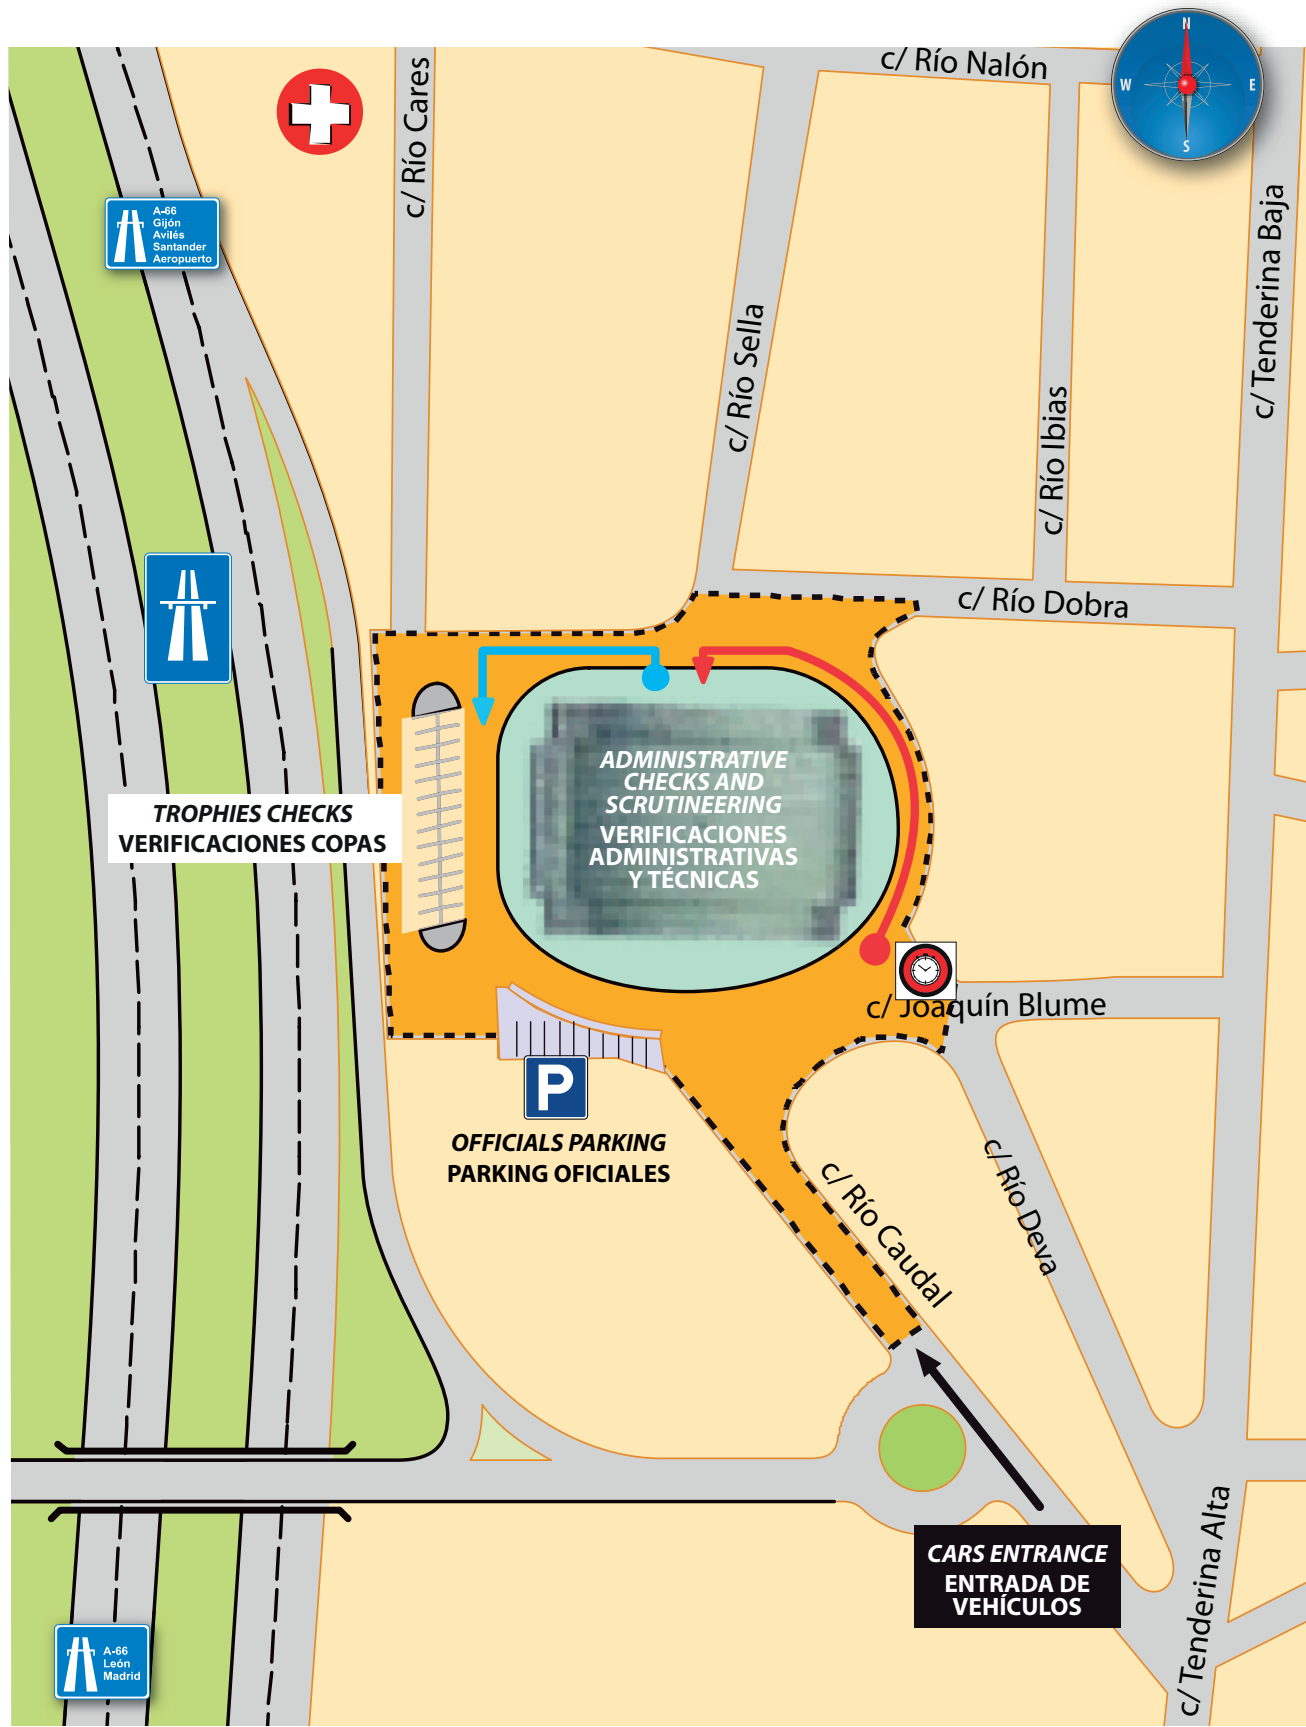 c/ Río Nalón
N
W
E
S
c/ Río Cares
A-66
Gijón
Avilés
Santander
Aeropuerto
c/ Tenderina Baja
c/ Río Sella
c/ Río Ibias
c/ Río Dobra
ADMINISTRATIVE
CHECKS AND
SCRUTINEERING
VERIFICACIONES
ADMINISTRATIVAS
Y TÉCNICAS
TROPHIES CHECKS
VERIFICACIONES COPAS
c/ Joaquín Blume
P
OFFICIALS PARKING
PARKING OFICIALES
c/ Río Caudal
c/ Río Deva
CARS ENTRANCE
ENTRADA DE
VEHÍCULOS
c/ Tenderina Alta
A-66
León
Madrid